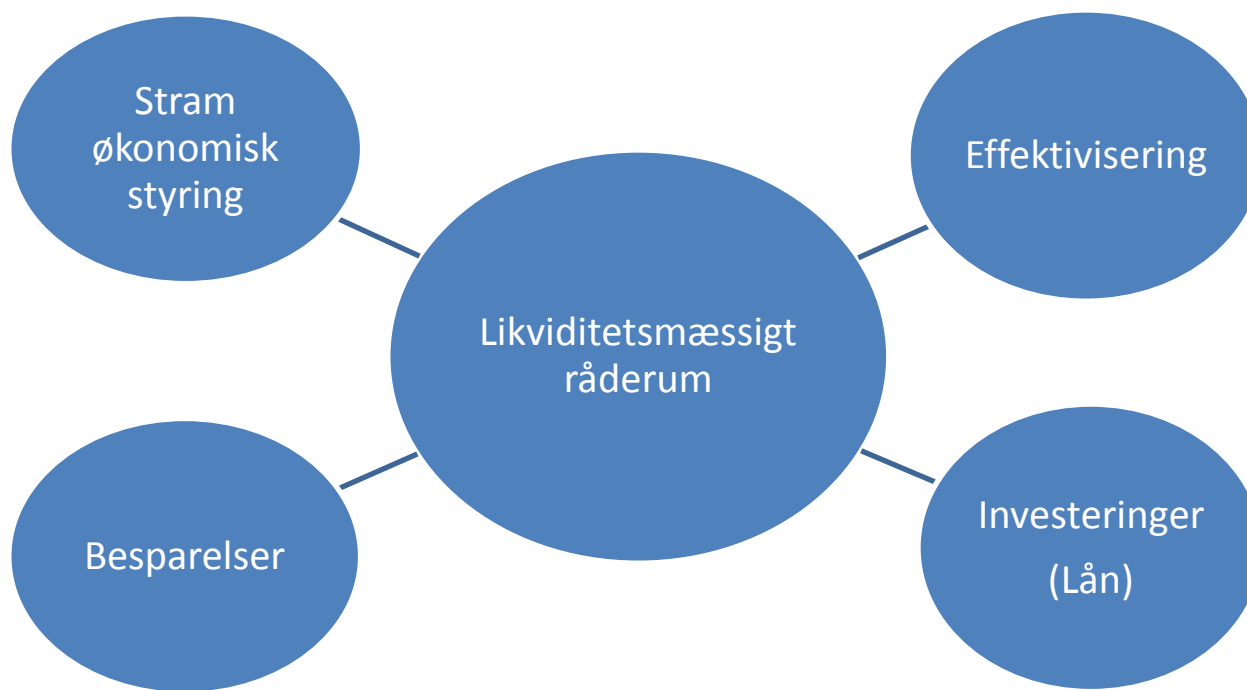 Stram
økonomisk
styring
Effektivisering
Likviditetsmæssigt
råderum
Besparelser
Investeringer
(Lån)